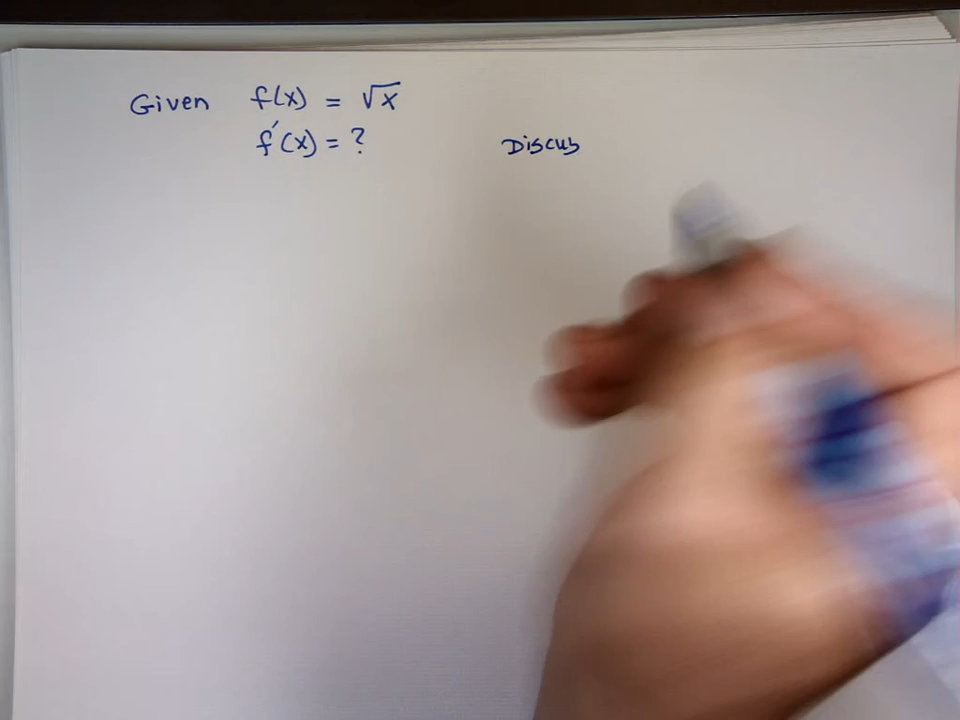 Given f(x) = √x
f'(x) = ? Discus